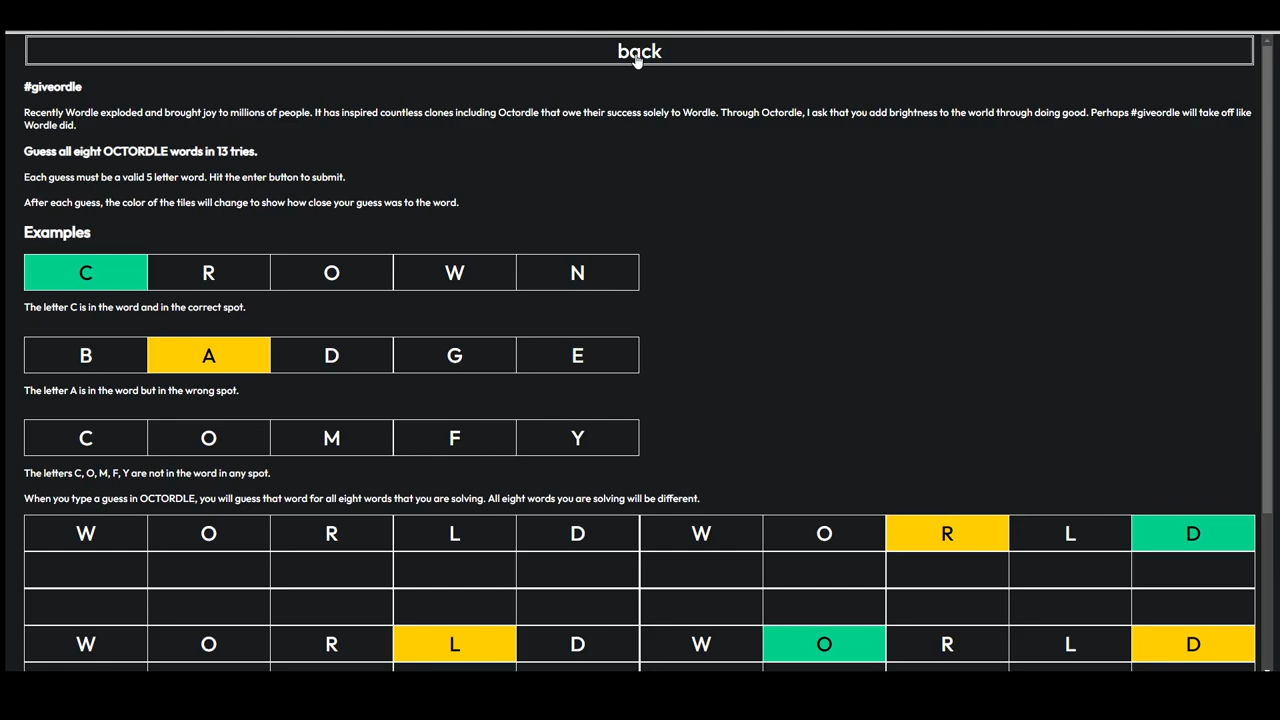 back
#giveordle
Recently Wordle exploded and brought joy to millions of people. It has inspired countless clones including Octordle that owe their success solely to Wordle. Through Octordle, I ask that you add brightness to the world through doing good. Perhaps #giveordle will take off like
Wordle did.
Guess all eight OCTORDLE words in 13 tries.
Each guess must be a valid 5 letter word. Hit the enter button to submit.
After each guess, the color of the tiles will change to show how close your guess was to the word.
Examples
C R O W N
The letter C is in the word and in the correct spot.
B A D G E
The letter A is in the word but in the wrong spot.
C O M F Y
The letters C, O, M, F, Y are not in the word in any spot.
When you type a guess in OCTORDLE, you will guess that word for all eight words that you are solving. All eight words you are solving will be different.
W O R L D W O R L D
W O R L D W O R L D